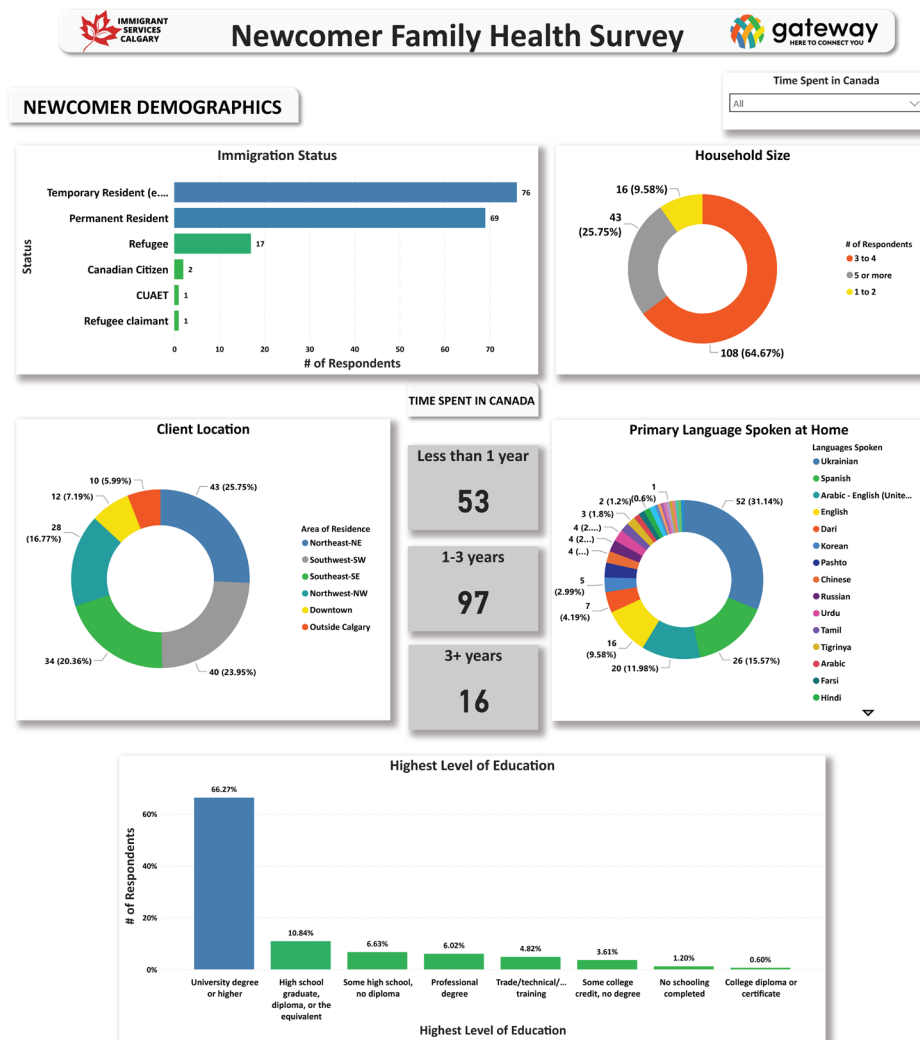 IMMIGRANT
SERVICES
CALGARY
Newcomer Family Health Survey
gateway
HERE TO CONNECT YOU
NEWCOMER DEMOGRAPHICS
Time Spent in Canada
All
Immigration Status
Status
Temporary Resident (e....
76
Permanent Resident
69
Refugee
17
Canadian Citizen
2
CUAET
1
Refugee claimant
1
0 10 20 30 40 50 60 70
# of Respondents
Household Size
16 (9.58%)
43
(25.75%)
108 (64.67%)
# of Respondents
3 to 4
5 or more
1 to 2
Client Location
10 (5.99%)
12 (7.19%)
28
(16.77%)
34 (20.36%)
43 (25.75%)
40 (23.95%)
Area of Residence
Northeast-NE
Southwest-SW
Southeast-SE
Northwest-NW
Downtown
Outside Calgary
TIME SPENT IN CANADA
Less than 1 year
53
1-3 years
97
3+ years
16
Primary Language Spoken at Home
1
(0.6%)
2 (1.2%)
3 (1.8%)
4 (2....)
4 (2...)
4 (...)
5
(2.99%)
7
(4.19%)
16
(9.58%)
20 (11.98%)
26 (15.57%)
52 (31.14%)
Languages Spoken
Ukrainian
Spanish
Arabic - English (Unite...
English
Dari
Korean
Pashto
Chinese
Russian
Urdu
Tamil
Tigrinya
Arabic
Farsi
Hindi
Highest Level of Education
# of Respondents
60%
40%
20%
0%
66.27%
10.84%
6.63%
6.02%
4.82%
3.61%
1.20%
0.60%
University degree
or higher
High school
graduate,
diploma, or the
equivalent
Some high school,
no diploma
Professional
degree
Trade/technical/...
training
Some college
credit, no degree
No schooling
completed
College diploma or
certificate
Highest Level of Education